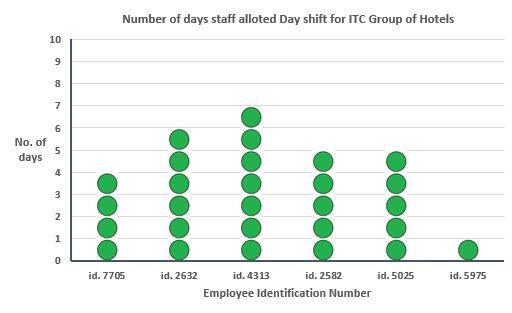 Number of days staff alloted Day shift for ITC Group of Hotels
10
9
8
7
6
5
4
3
2
1
0
No. of
days
id. 7705 id. 2632 id. 4313 id. 2582 id. 5025 id. 5975
Employee Identification Number